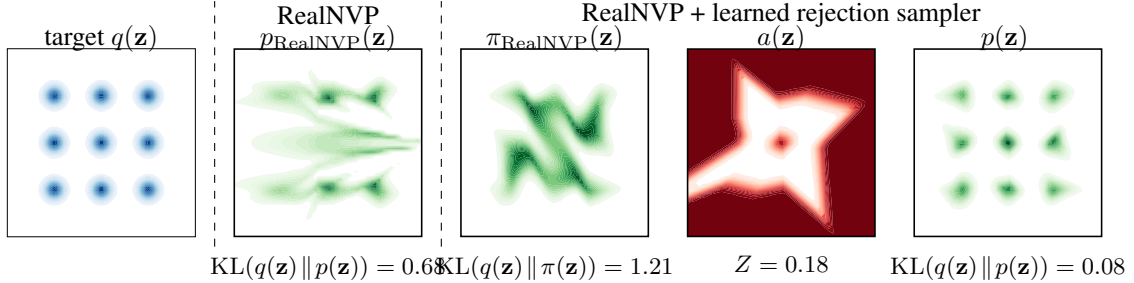 RealNVP
RealNVP + learned rejection sampler
target q(𝐳)
p_RealNVP(𝐳)
π_RealNVP(𝐳)
a(𝐳)
p(𝐳)
KL(q(𝐳) ∥ p(𝐳)) = 0.68
KL(q(𝐳) ∥ π(𝐳)) = 1.21
Z = 0.18
KL(q(𝐳) ∥ p(𝐳)) = 0.08